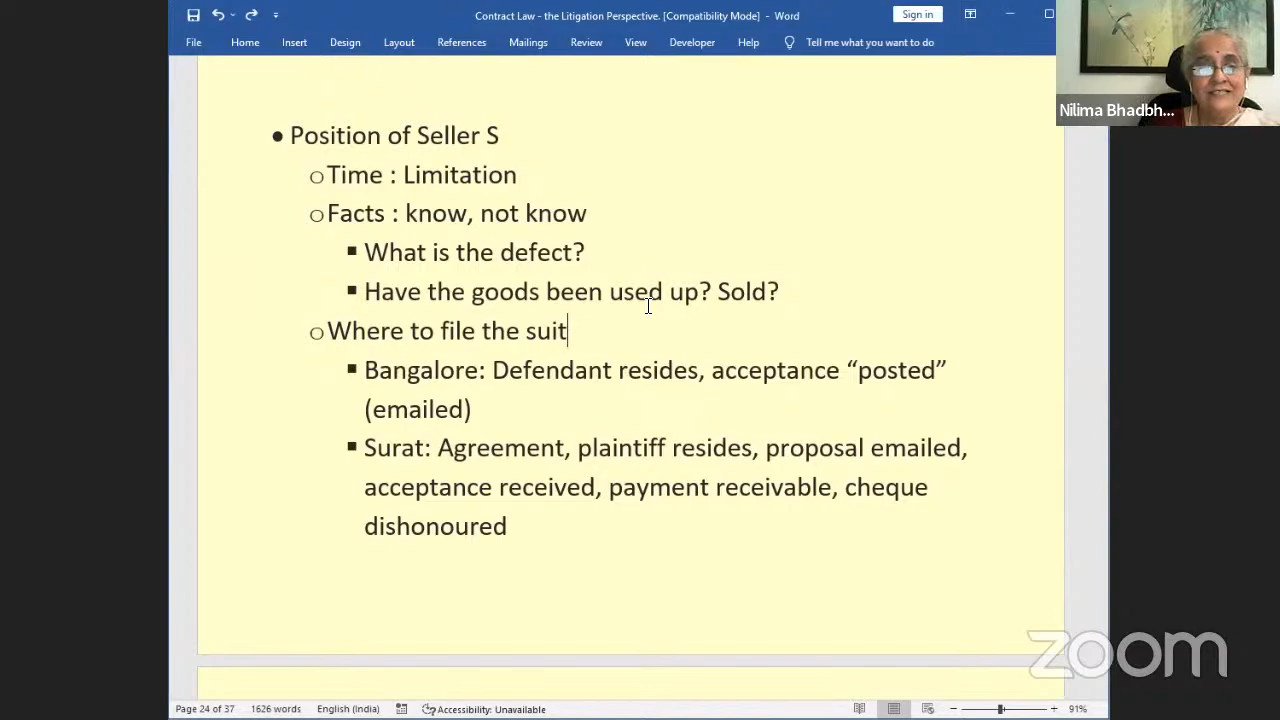 Contract Law - the Litigation Perspective. [Compatibility Mode] - Word
Sign in
File Home Insert Design Layout References Mailings Review View Developer Help Tell me what you want to do
Nilima Bhadbh...
• Position of Seller S
o Time : Limitation
o Facts : know, not know
▪ What is the defect?
▪ Have the goods been used up? Sold?
o Where to file the suit
▪ Bangalore: Defendant resides, acceptance “posted”
(emailed)
▪ Surat: Agreement, plaintiff resides, proposal emailed,
acceptance received, payment receivable, cheque
dishonoured
zoom
Page 24 of 37 1626 words English (India) Accessibility: Unavailable 91%